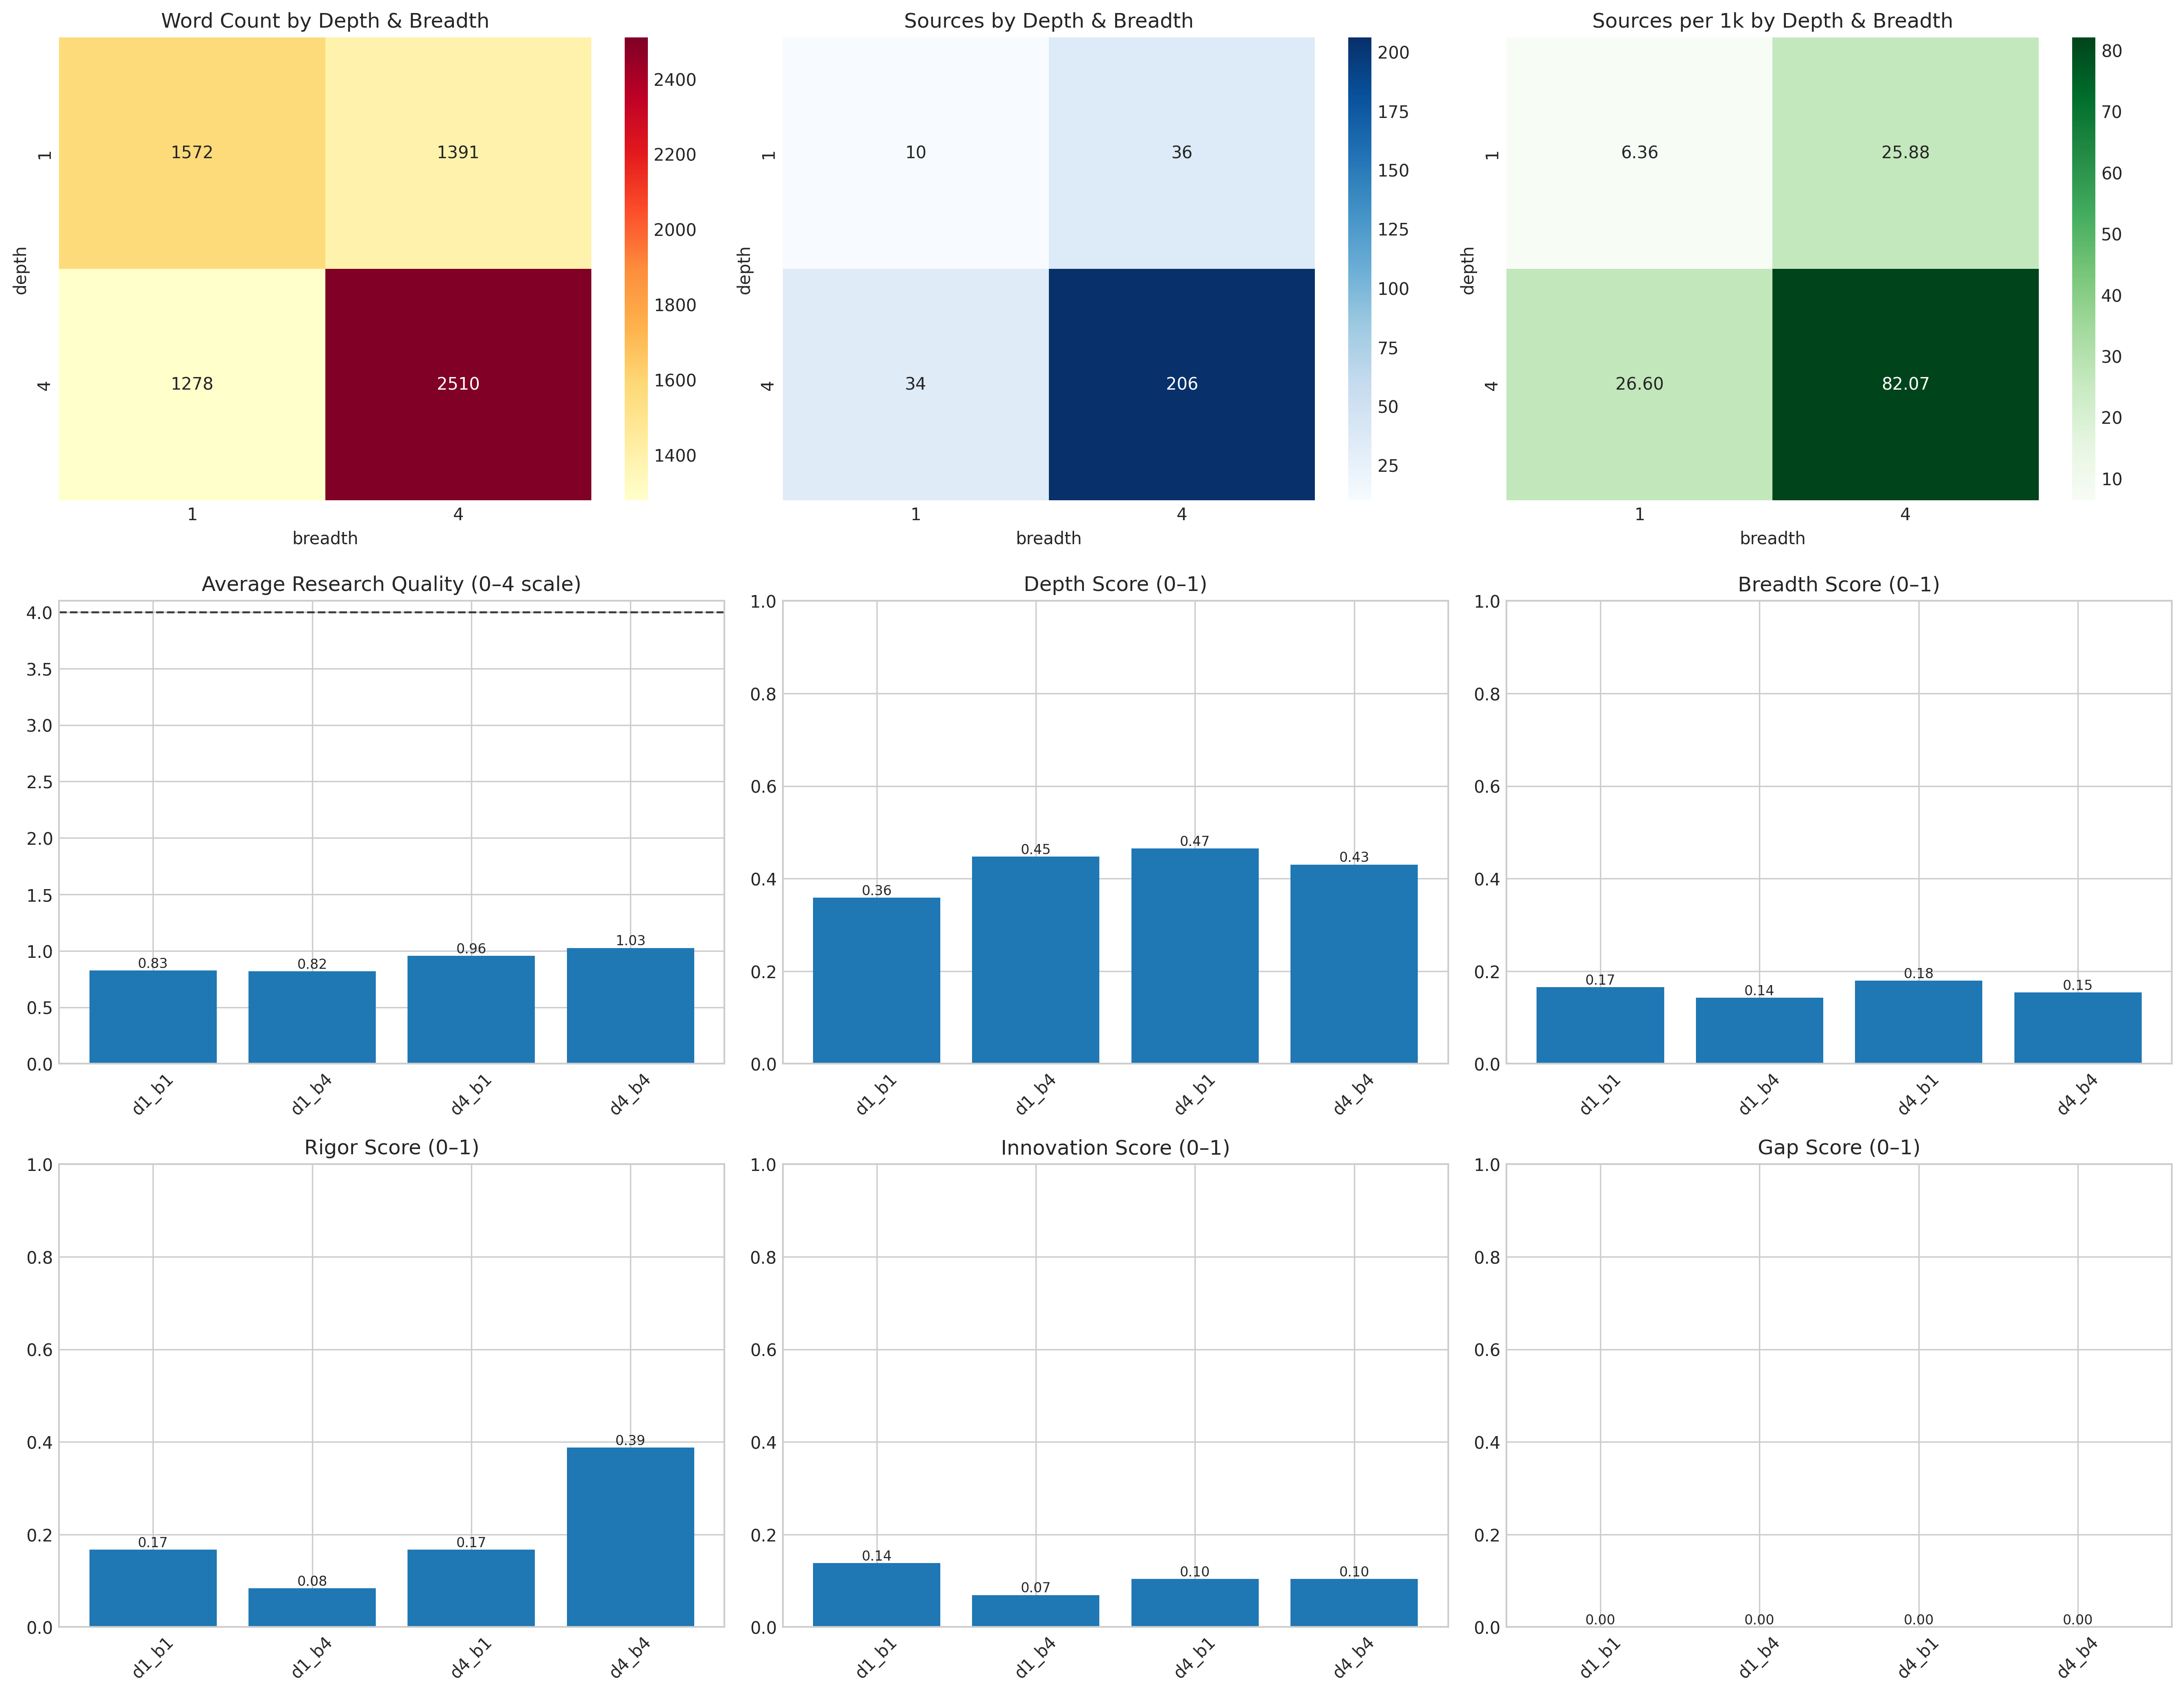 Word Count by Depth & Breadth
1572 1391
1278 2510
1
4
depth
1 4
breadth
2400
2200
2000
1800
1600
1400
Sources by Depth & Breadth
10 36
34 206
1
4
depth
1 4
breadth
200
175
150
125
100
75
50
25
Sources per 1k by Depth & Breadth
6.36 25.88
26.60 82.07
1
4
depth
1 4
breadth
80
70
60
50
40
30
20
10
Average Research Quality (0–4 scale)
4.0
3.5
3.0
2.5
2.0
1.5
1.0
0.5
0.0
0.83 0.82 0.96 1.03
d1_b1 d1_b4 d4_b1 d4_b4
Depth Score (0–1)
1.0
0.8
0.6
0.4
0.2
0.0
0.36 0.45 0.47 0.43
d1_b1 d1_b4 d4_b1 d4_b4
Breadth Score (0–1)
1.0
0.8
0.6
0.4
0.2
0.0
0.17 0.14 0.18 0.15
d1_b1 d1_b4 d4_b1 d4_b4
Rigor Score (0–1)
1.0
0.8
0.6
0.4
0.2
0.0
0.17 0.08 0.17 0.39
d1_b1 d1_b4 d4_b1 d4_b4
Innovation Score (0–1)
1.0
0.8
0.6
0.4
0.2
0.0
0.14 0.07 0.10 0.10
d1_b1 d1_b4 d4_b1 d4_b4
Gap Score (0–1)
1.0
0.8
0.6
0.4
0.2
0.0
0.00 0.00 0.00 0.00
d1_b1 d1_b4 d4_b1 d4_b4